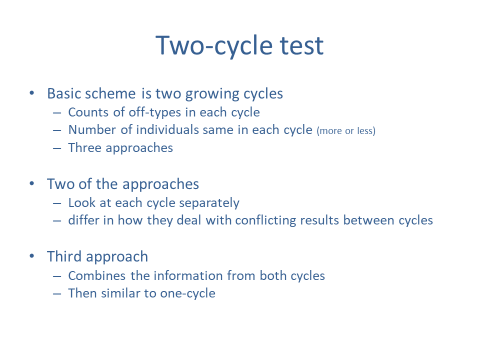 Two-cycle test
• Basic scheme is two growing cycles
– Counts of off-types in each cycle
– Number of individuals same in each cycle (more or less)
– Three approaches
• Two of the approaches
– Look at each cycle separately
– differ in how they deal with conflicting results between cycles
• Third approach
– Combines the information from both cycles
– Then similar to one-cycle